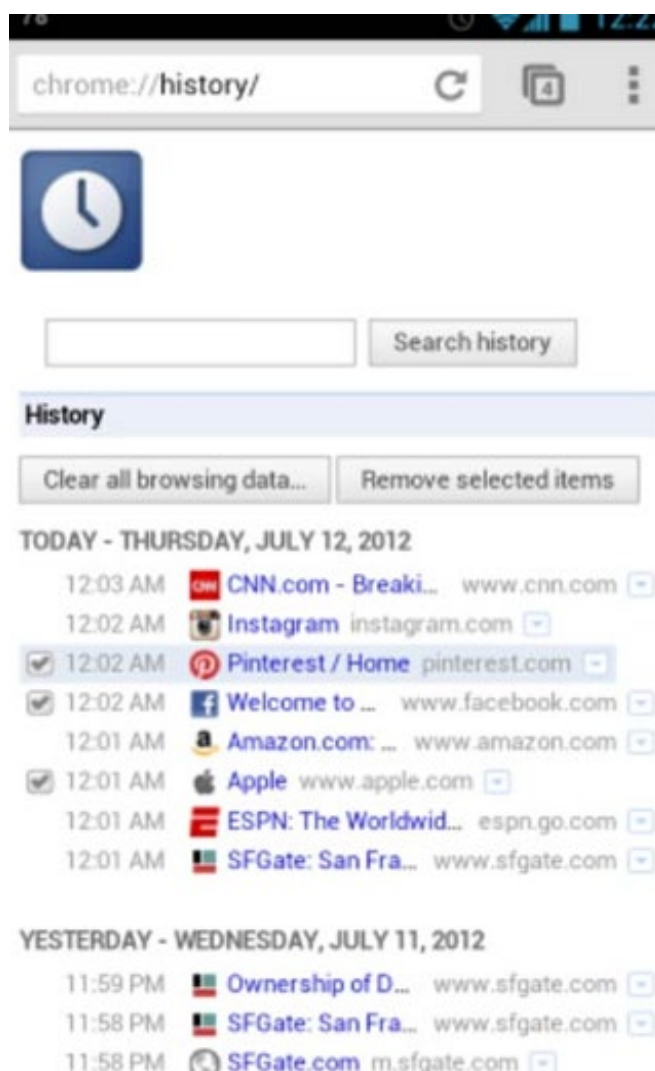 78 12:2
chrome://history/ 4
Search history
History
Clear all browsing data... Remove selected items
TODAY - THURSDAY, JULY 12, 2012
12:03 AM CNN CNN.com - Breaki... www.cnn.com
12:02 AM Instagram instagram.com
12:02 AM Pinterest / Home pinterest.com
12:02 AM Welcome to ... www.facebook.com
12:01 AM Amazon.com: ... www.amazon.com
12:01 AM Apple www.apple.com
12:01 AM ESPN: The Worldwid... espn.go.com
12:01 AM SFGate: San Fra... www.sfgate.com
YESTERDAY - WEDNESDAY, JULY 11, 2012
11:59 PM Ownership of D... www.sfgate.com
11:58 PM SFGate: San Fra... www.sfgate.com
11:58 PM SFGate.com m.sfgate.com